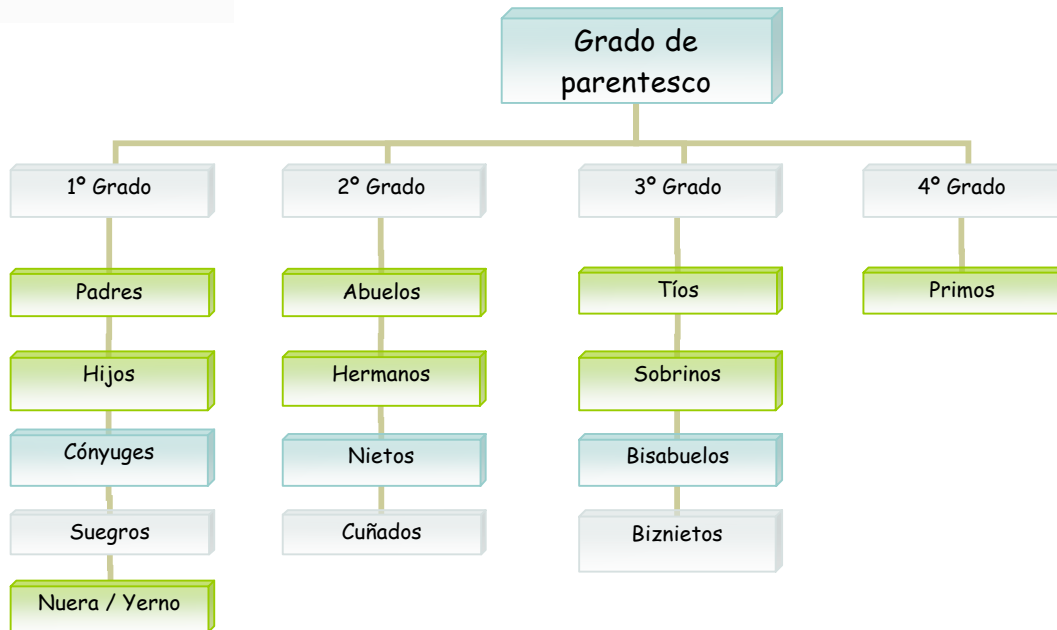 Grado de
parentesco
1º Grado
2º Grado
3º Grado
4º Grado
Padres
Abuelos
Tíos
Primos
Hijos
Hermanos
Sobrinos
Cónyuges
Nietos
Bisabuelos
Suegros
Cuñados
Biznietos
Nuera / Yerno